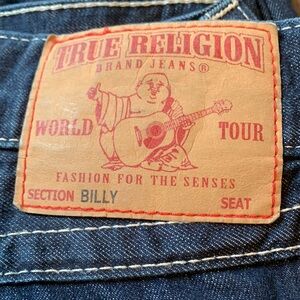 TRUE RELIGION
BRAND JEANS®
WORLD TOUR
FASHION FOR THE SENSES
SECTION BILLY SEAT